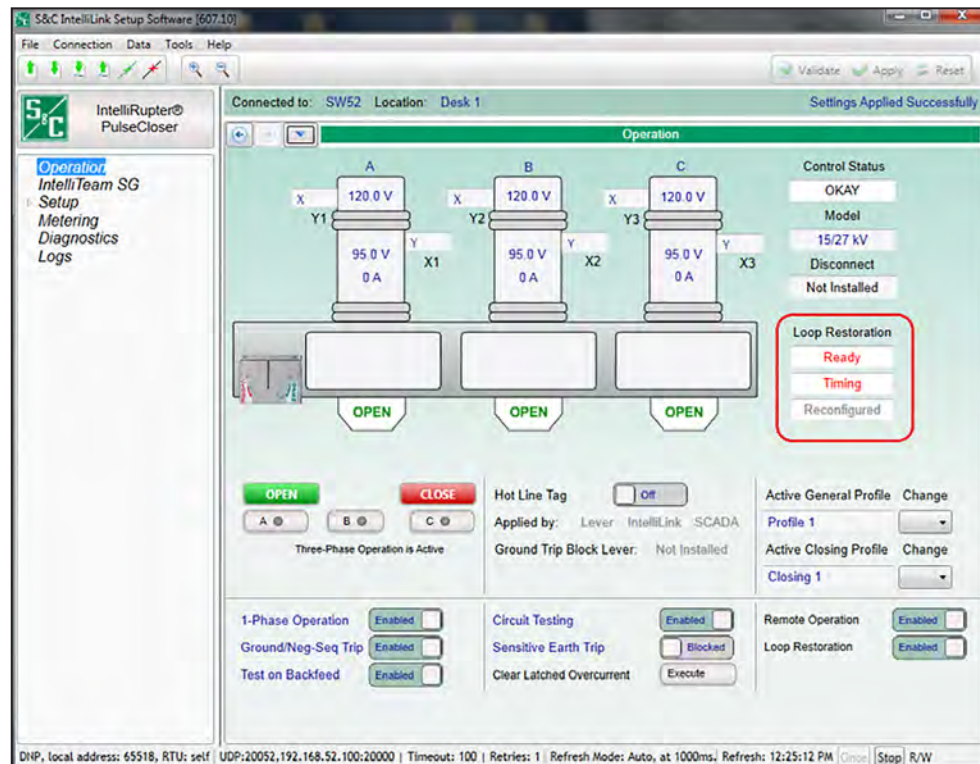 S&C IntelliLink Setup Software [607.10]
File Connection Data Tools Help
Validate Apply Reset
S&C
IntelliRupter®
PulseCloser
Connected to: SW52 Location: Desk 1 Settings Applied Successfully
Operation
Operation
IntelliTeam SG
Setup
Metering
Diagnostics
Logs
A B C
X 120.0 V X 120.0 V X 120.0 V
Y1 Y2 Y3
Y Y Y
95.0 V 95.0 V 95.0 V
X1 X2 X3
0 A 0 A 0 A
OPEN OPEN OPEN
Control Status
OKAY
Model
15/27 kV
Disconnect
Not Installed
Loop Restoration
Ready
Timing
Reconfigured
OPEN CLOSE
A B C
Three-Phase Operation is Active
Hot Line Tag Off
Applied by: Lever IntelliLink SCADA
Ground Trip Block Lever: Not Installed
Active General Profile Change
Profile 1
Active Closing Profile Change
Closing 1
1-Phase Operation Enabled
Ground/Neg-Seq Trip Enabled
Test on Backfeed Enabled
Circuit Testing Enabled
Sensitive Earth Trip Blocked
Clear Latched Overcurrent Execute
Remote Operation Enabled
Loop Restoration Enabled
DNP, local address: 65518, RTU: self UDP:20052,192.168.52.100:20000 | Timeout: 100 | Retries: 1 | Refresh Mode: Auto, at 1000ms. Refresh: 12:25:12 PM Once Stop R/W